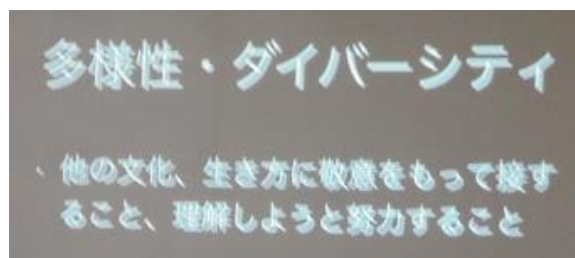 多様性・ダイバーシティ
・他の文化、生き方に敬意をもって接す
ること、理解しようと努力すること